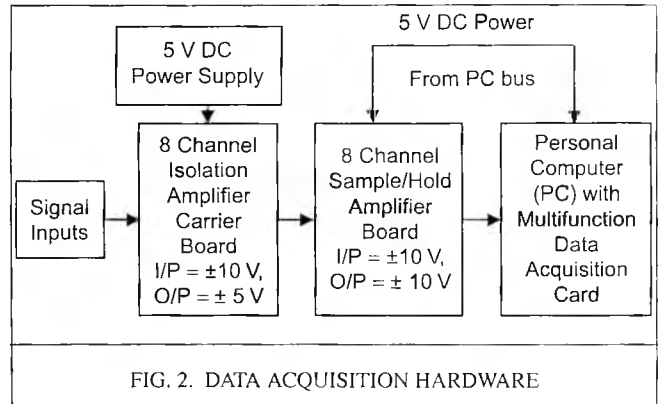 5 V DC Power
5 V DC
Power Supply
From PC bus
Signal
Inputs
8 Channel
Isolation
Amplifier
Carrier
Board
I/P = ±10 V,
O/P = ± 5 V
8 Channel
Sample/Hold
Amplifier
Board
I/P = ±10 V,
O/P = ± 10 V
Personal
Computer
(PC) with
Multifunction
Data
Acquisition
Card
FIG. 2. DATA ACQUISITION HARDWARE